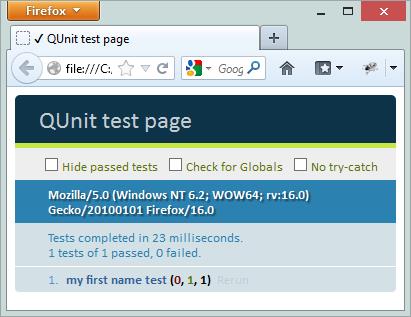 Firefox
✓ QUnit test page
file:///C:
Goog
QUnit test page
Hide passed tests Check for Globals No try-catch
Mozilla/5.0 (Windows NT 6.2; WOW64; rv:16.0)
Gecko/20100101 Firefox/16.0
Tests completed in 23 milliseconds.
1 tests of 1 passed, 0 failed.
1. my first name test (0, 1, 1) Rerun